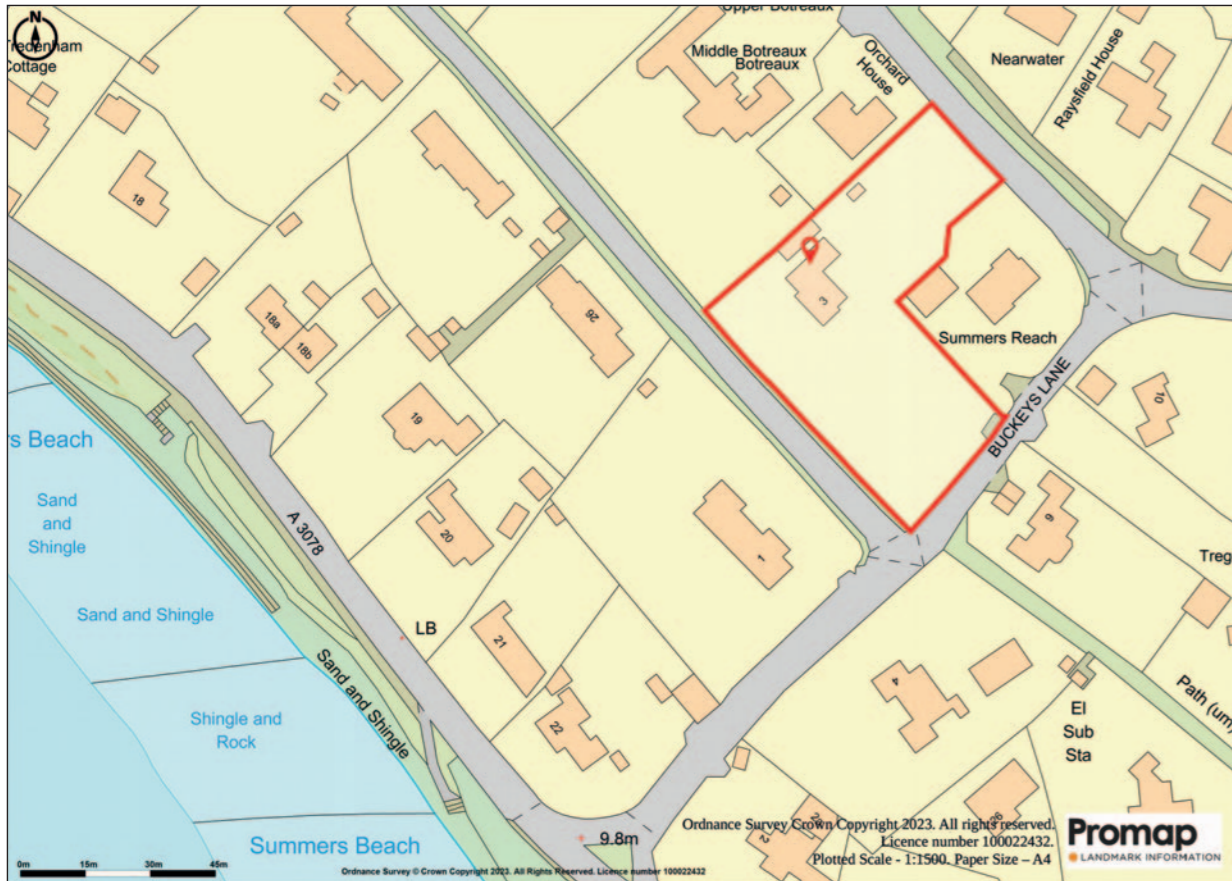 N
Tredenham
Cottage
Upper Botreaux
Middle Botreaux
Botreaux
Orchard
House
Nearwater
Raysfield House
18
18a
18b
26
3
Summers Reach
BUCKEYS LANE
10
19
rs Beach
Sand
and
Shingle
A 3078
20
1
9
Treg
Sand and Shingle
LB
21
Sand and Shingle
4
Path (um)
Shingle and
Rock
22
El
Sub
Sta
2
24
26
9.8m
Summers Beach
Ordnance Survey Crown Copyright 2023. All rights reserved.
Licence number 100022432.
Plotted Scale - 1:1500. Paper Size – A4
Promap
LANDMARK INFORMATION
0m 15m 30m 45m
Ordnance Survey © Crown Copyright 2023. All Rights Reserved. Licence number 100022432